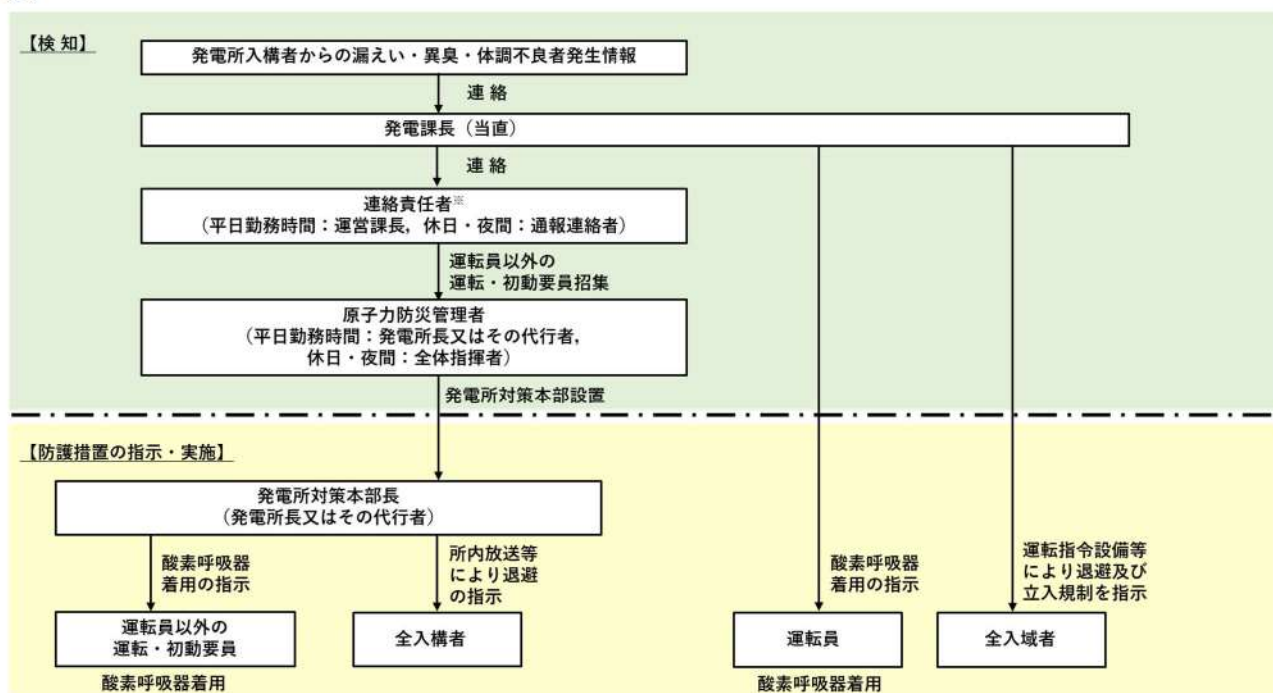 【検 知】
発電所入構者からの漏えい・異臭・体調不良者発生情報
連 絡
発電課長（当直）
連 絡
連絡責任者※
（平日勤務時間：運営課長，休日・夜間：通報連絡者）
運転員以外の
運転・初動要員招集
原子力防災管理者
（平日勤務時間：発電所長又はその代行者，
休日・夜間：全体指揮者）
発電所対策本部設置
【防護措置の指示・実施】
発電所対策本部長
（発電所長又はその代行者）
酸素呼吸器
着用の指示
所内放送等
により退避
の指示
酸素呼吸器
着用の指示
運転指令設備等
により退避及び
立入規制を指示
運転員以外の
運転・初動要員
全入構者
運転員
全入域者
酸素呼吸器着用
酸素呼吸器着用